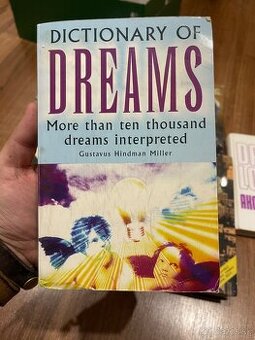 DICTIONARY OF
DREAMS
More than ten thousand
dreams interpreted
Gustavus Hindman Miller